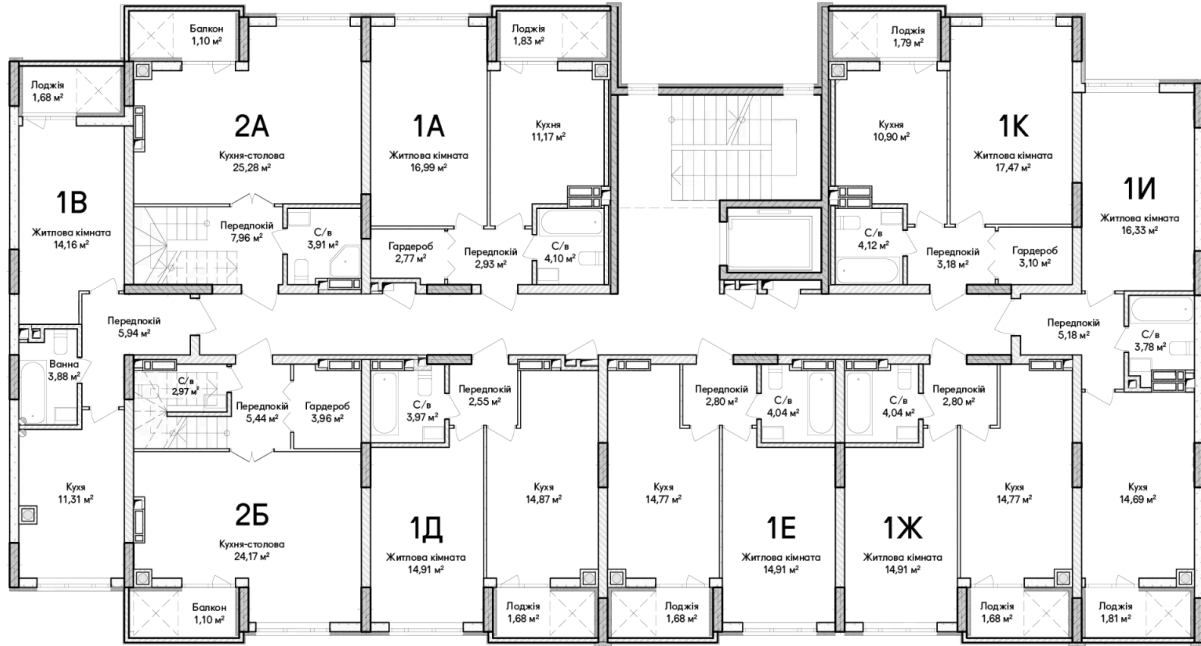 Балкон
1,10 м²
Лоджія
1,83 м²
Лоджія
1,79 м²
Лоджія
1,68 м²
2А
Кухня-столова
25,28 м²
1А
Житлова кімната
16,99 м²
Кухня
11,17 м²
Кухня
10,90 м²
1К
Житлова кімната
17,47 м²
1В
Житлова кімната
14,16 м²
1И
Житлова кімната
16,33 м²
Передпокій
7,96 м²
С/в
3,91 м²
Гардероб
2,77 м²
Передпокій
2,93 м²
С/в
4,10 м²
С/в
4,12 м²
Передпокій
3,18 м²
Гардероб
3,10 м²
Передпокій
5,94 м²
Передпокій
5,18 м²
С/в
3,78 м²
Ванна
3,88 м²
С/в
2,97 м²
Передпокій
5,44 м²
Гардероб
3,96 м²
С/в
3,97 м²
Передпокій
2,55 м²
Передпокій
2,80 м²
С/в
4,04 м²
С/в
4,04 м²
Передпокій
2,80 м²
Кухя
11,31 м²
2Б
Кухня-столова
24,17 м²
1Д
Житлова кімната
14,91 м²
Кухя
14,87 м²
Кухя
14,77 м²
1Е
Житлова кімната
14,91 м²
1Ж
Житлова кімната
14,91 м²
Кухя
14,77 м²
Кухя
14,69 м²
Балкон
1,10 м²
Лоджія
1,68 м²
Лоджія
1,68 м²
Лоджія
1,68 м²
Лоджія
1,81 м²